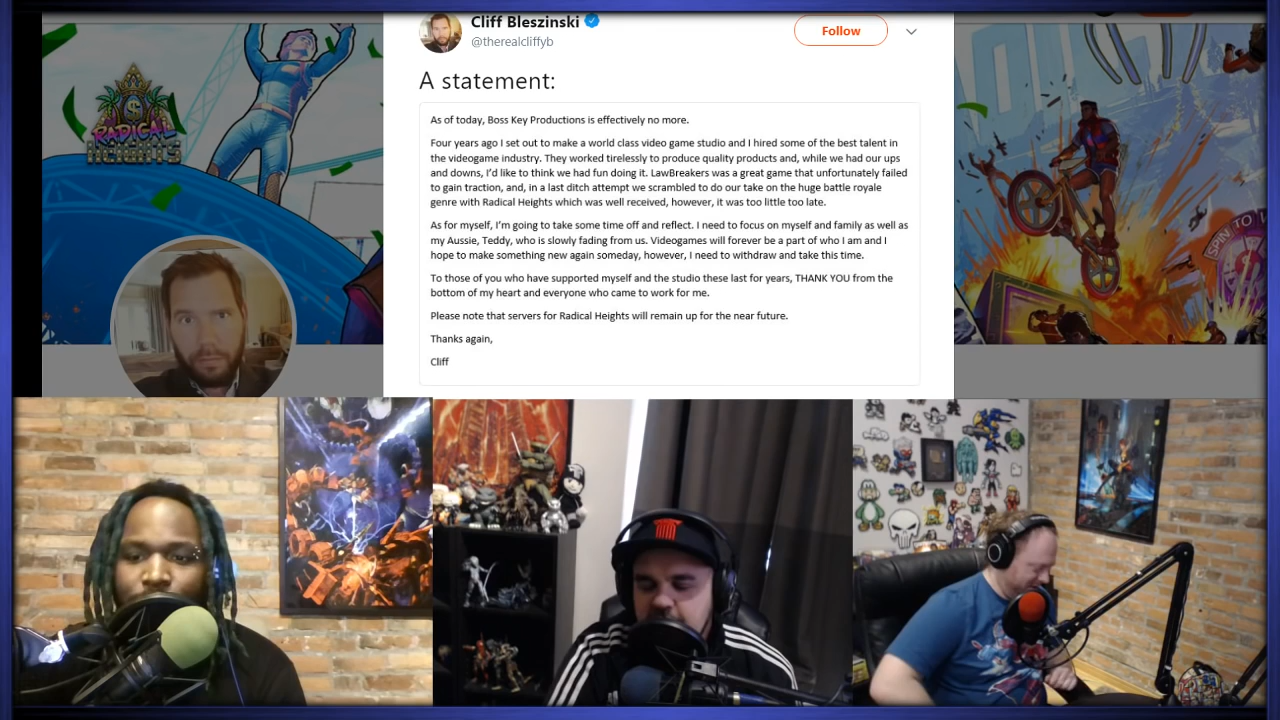 Cliff Bleszinski
@therealcliffyb
Follow
A statement:
As of today, Boss Key Productions is effectively no more.
Four years ago I set out to make a world class video game studio and I hired some of the best talent in
the videogame industry. They worked tirelessly to produce quality products and, while we had our ups
and downs, I'd like to think we had fun doing it. LawBreakers was a great game that unfortunately failed
to gain traction, and, in a last ditch attempt we scrambled to do our take on the huge battle royale
genre with Radical Heights which was well received, however, it was too little too late.
As for myself, I'm going to take some time off and reflect. I need to focus on myself and family as well as
my Aussie, Teddy, who is slowly fading from us. Videogames will forever be a part of who I am and I
hope to make something new again someday, however, I need to withdraw and take this time.
To those of you who have supported myself and the studio these last for years, THANK YOU from the
bottom of my heart and everyone who came to work for me.
Please note that servers for Radical Heights will remain up for the near future.
Thanks again,
Cliff
RADICAL
HEIGHTS
SPIN TO